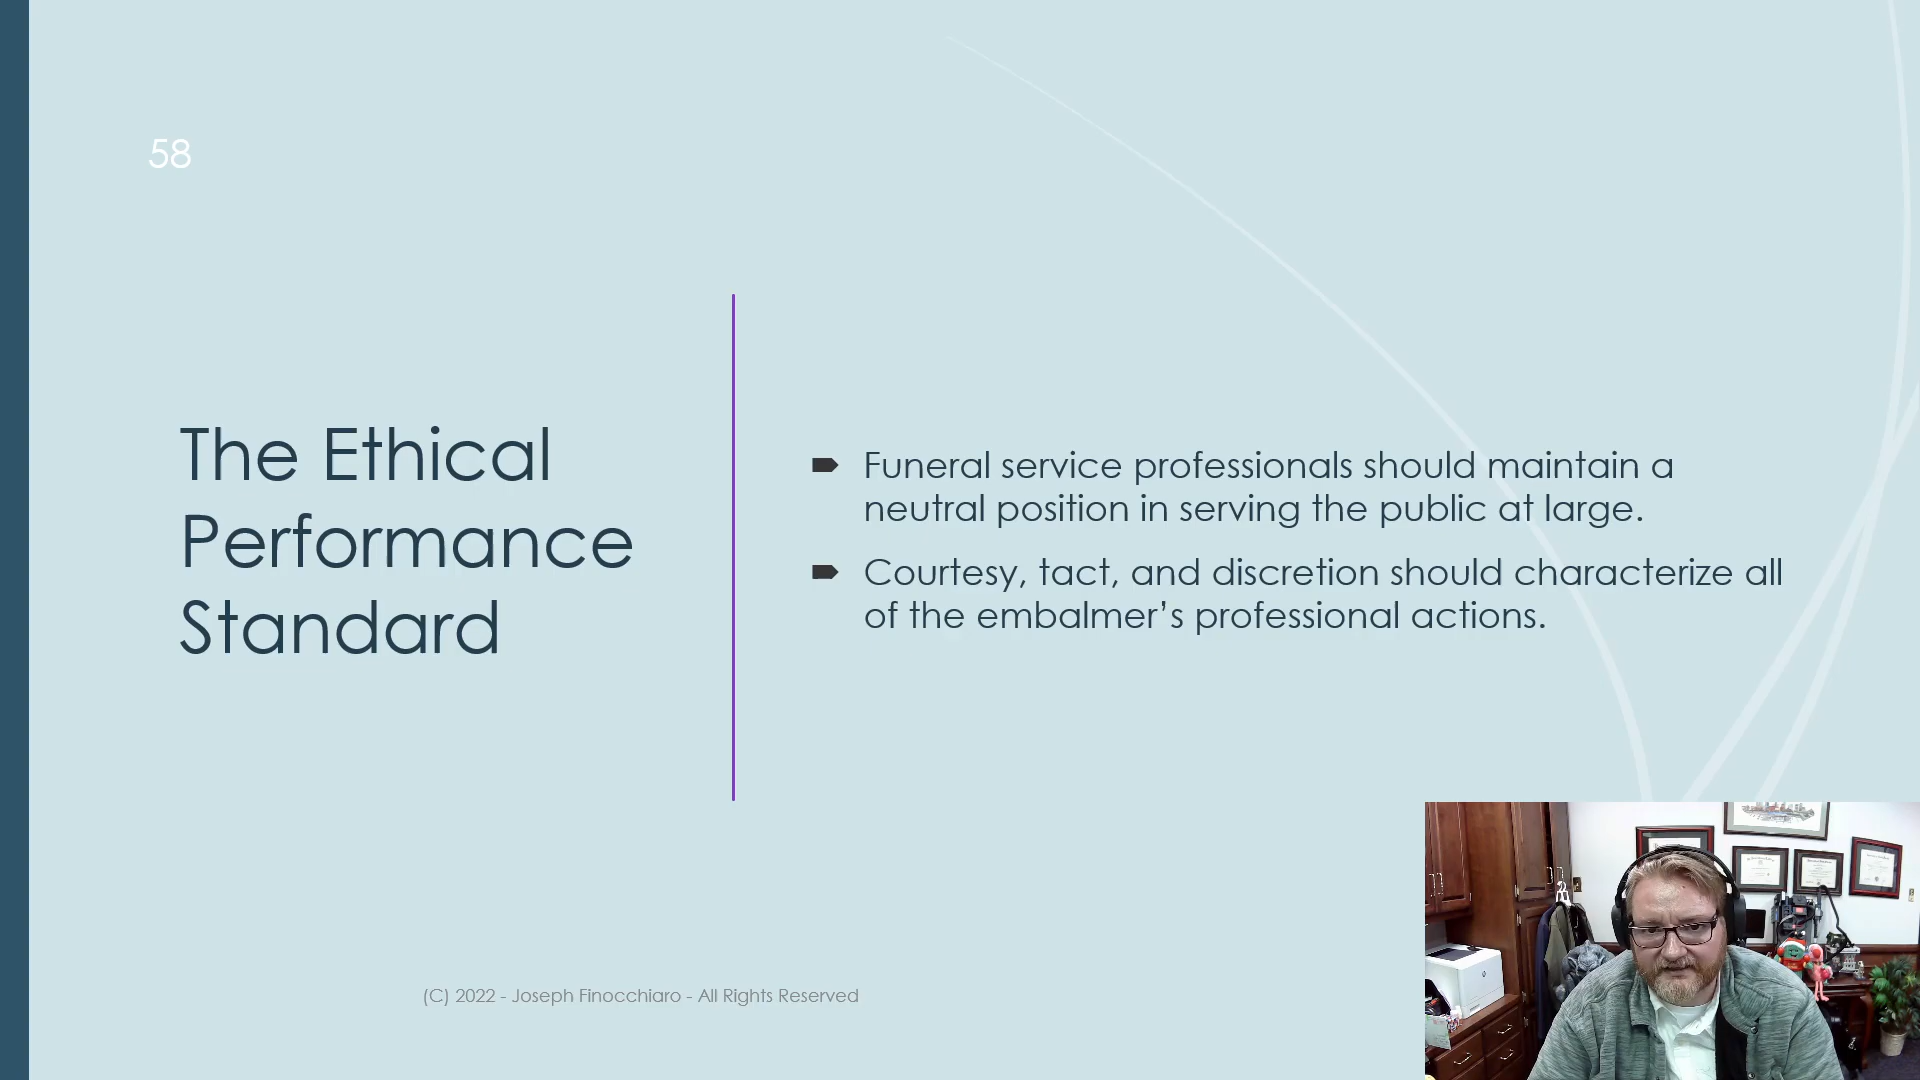 58
The Ethical
Performance
Standard
Funeral service professionals should maintain a
neutral position in serving the public at large.
Courtesy, tact, and discretion should characterize all
of the embalmer’s professional actions.
(C) 2022 - Joseph Finocchiaro - All Rights Reserved